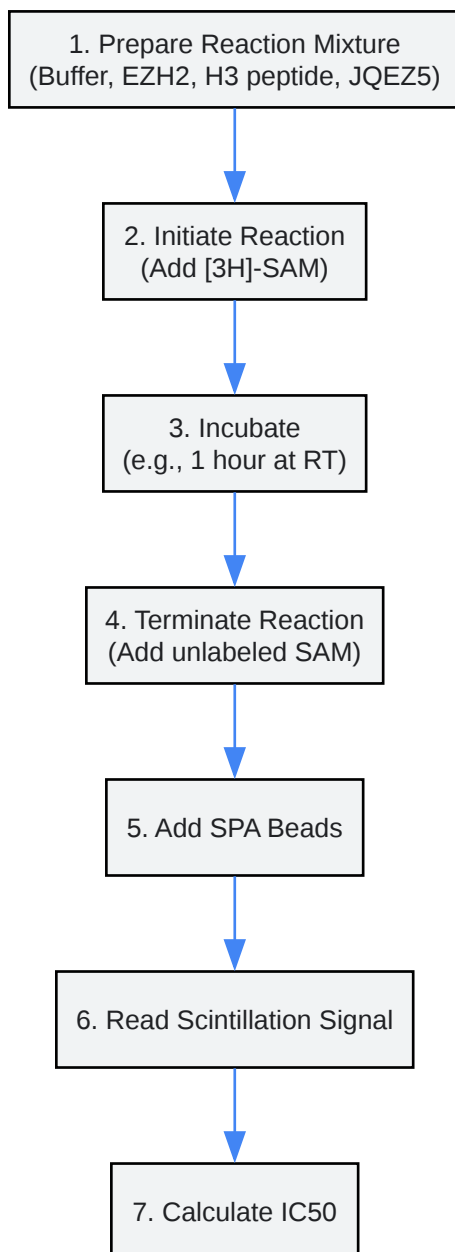 1. Prepare Reaction Mixture
(Buffer, EZH2, H3 peptide, JQEZ5)
2. Initiate Reaction
(Add [3H]-SAM)
3. Incubate
(e.g., 1 hour at RT)
4. Terminate Reaction
(Add unlabeled SAM)
5. Add SPA Beads
6. Read Scintillation Signal
7. Calculate IC50